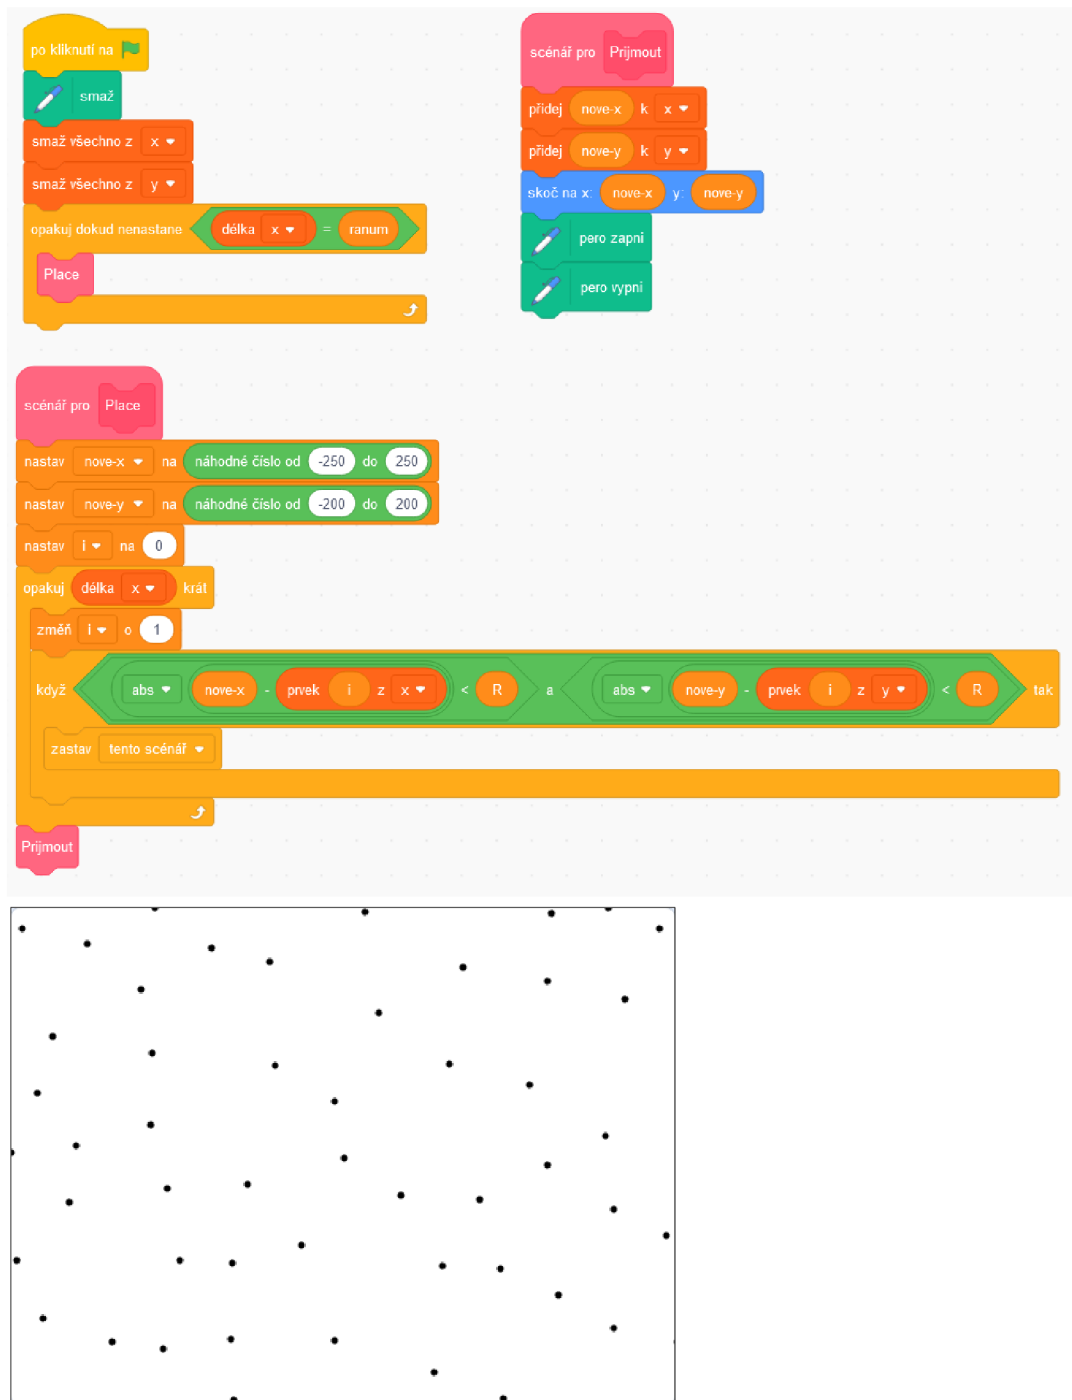 po kliknutí na
smaž
smaž všechno z x
smaž všechno z y
opakuj dokud nenastane délka x = ranum
Place
scénář pro Prijmout
přidej nove-x k x
přidej nove-y k y
skoč na x: nove-x y: nove-y
pero zapni
pero vypni
scénář pro Place
nastav nove-x na náhodné číslo od -250 do 250
nastav nove-y na náhodné číslo od -200 do 200
nastav i na 0
opakuj délka x krát
změň i o 1
když abs nove-x - prvek i z x < R a abs nove-y - prvek i z y < R tak
zastav tento scénář
Prijmout